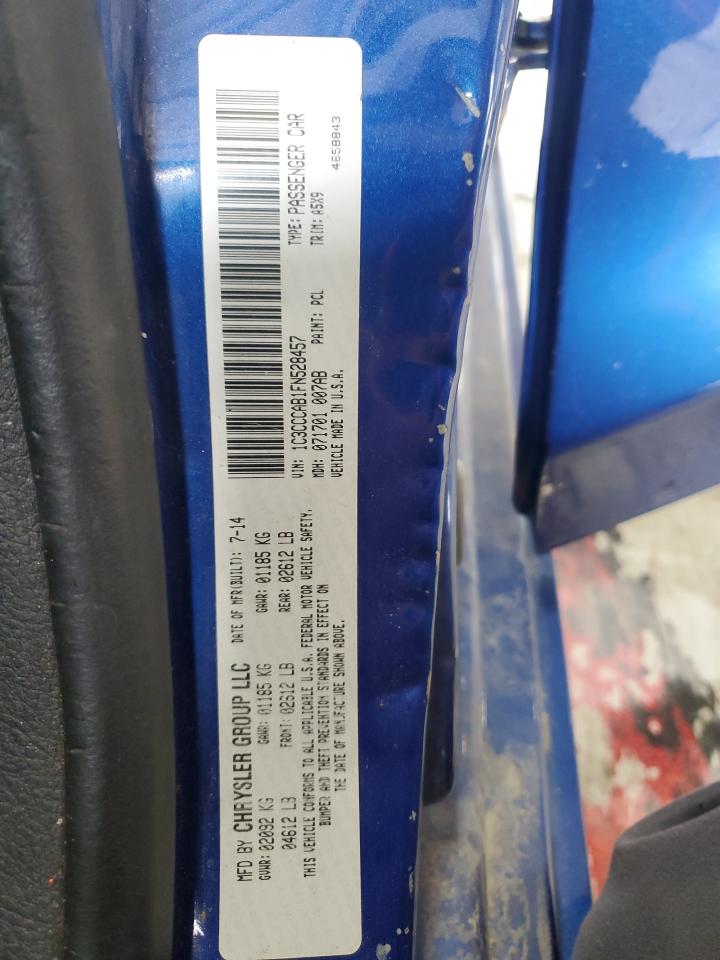 MFD BY CHRYSLER GROUP LLC DATE OF MFR(BUILT): 7-14
GVWR: 02092 KG GAWR: 01185 KG GAWR: 01185 KG
04612 LB FRONT: 02612 LB REAR: 02612 LB
THIS VEHICLE CONFORMS TO ALL APPLICABLE U.S.A. FEDERAL MOTOR VEHICLE SAFETY,
BUMPER AND THEFT PREVENTION STANDARDS IN EFFECT ON
THE DATE OF MANUFACTURE SHOWN ABOVE.
VIN: 1C3CCCAB1FN528457 TYPE: PASSENGER CAR
MDH: 071701 007AB PAINT: PCL TRIM: A5X9
VEHICLE MADE IN U.S.A. 4658843